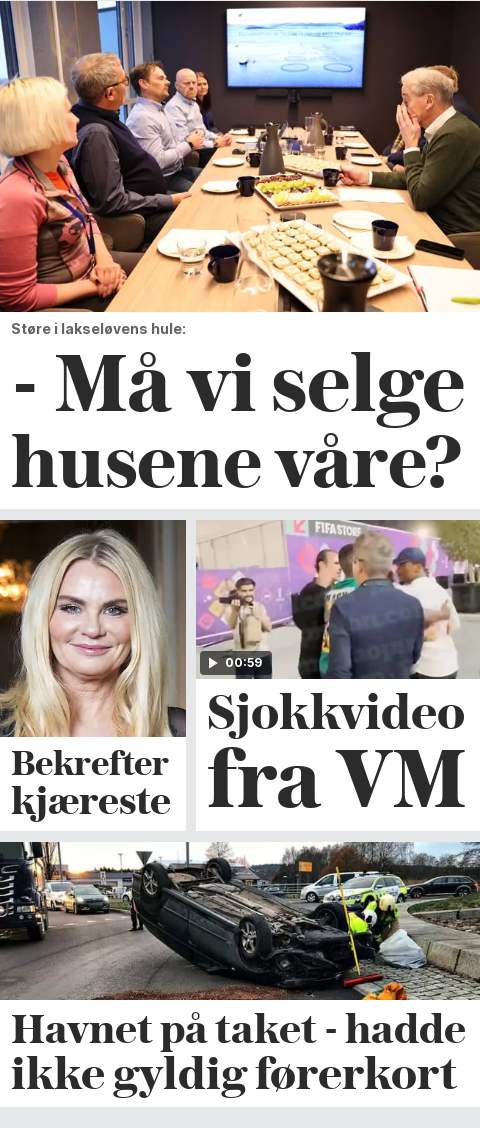 Støre i lakseløvens hule:
- Må vi selge
husene våre?
FIFA STORE
00:59
Bekrefter
kjæreste
Sjokkvideo
fra VM
Havnet på taket - hadde
ikke gyldig førerkort